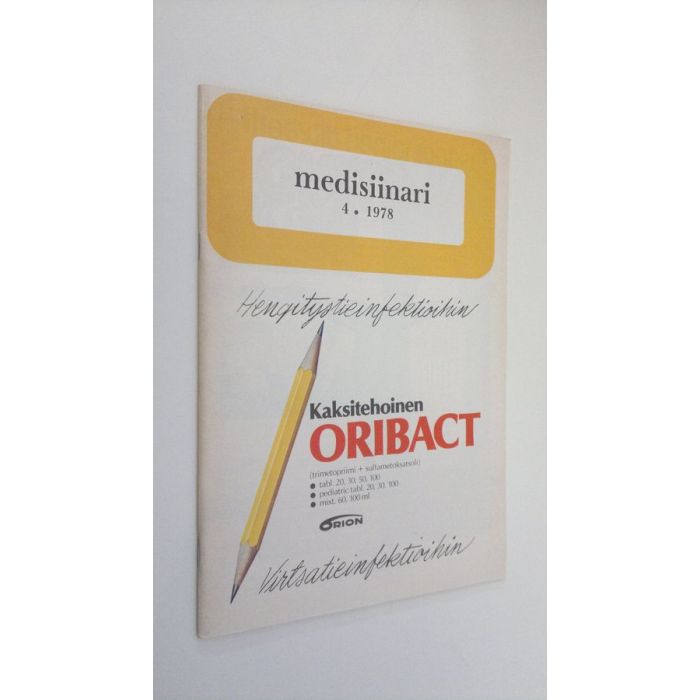 medisiinari
4 . 1978
Hengitystieinfektioihin
Kaksitehoinen
ORIBACT
(trimetopriimi + sulfametoksatsoli)
● tabl. 20, 30, 50, 100
● pediatric tabl. 20, 30, 100
● mixt. 60, 100 ml
ORION
Virtsatieinfektioihin